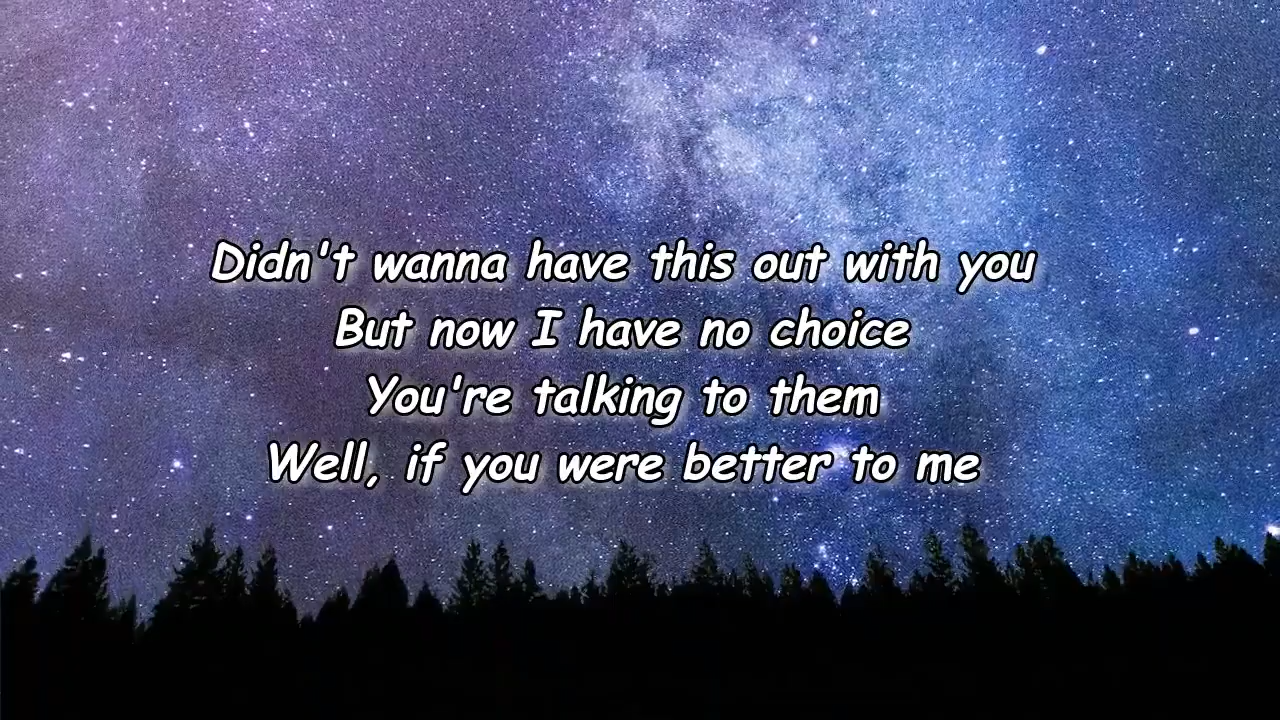 Didn't wanna have this out with you
But now I have no choice
You're talking to them
Well, if you were better to me